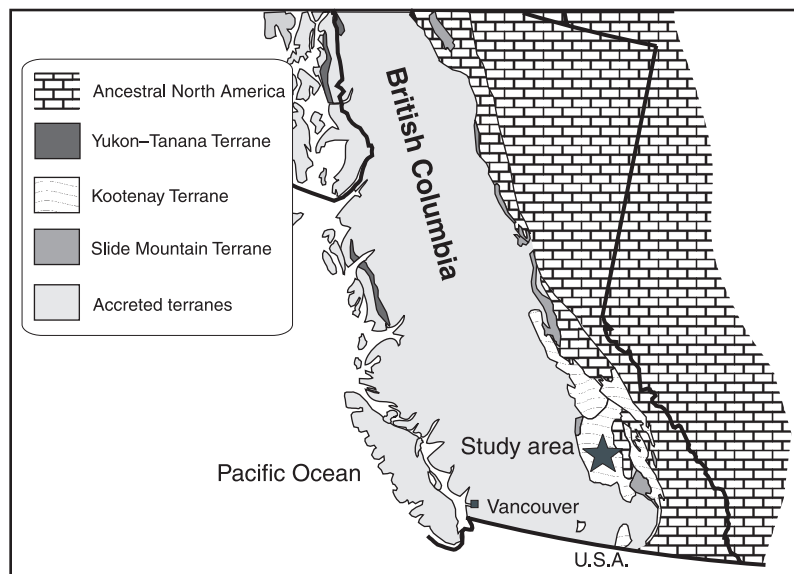 Ancestral North America
Yukon–Tanana Terrane
Kootenay Terrane
Slide Mountain Terrane
Accreted terranes
British Columbia
Study area
Pacific Ocean
Vancouver
U.S.A.